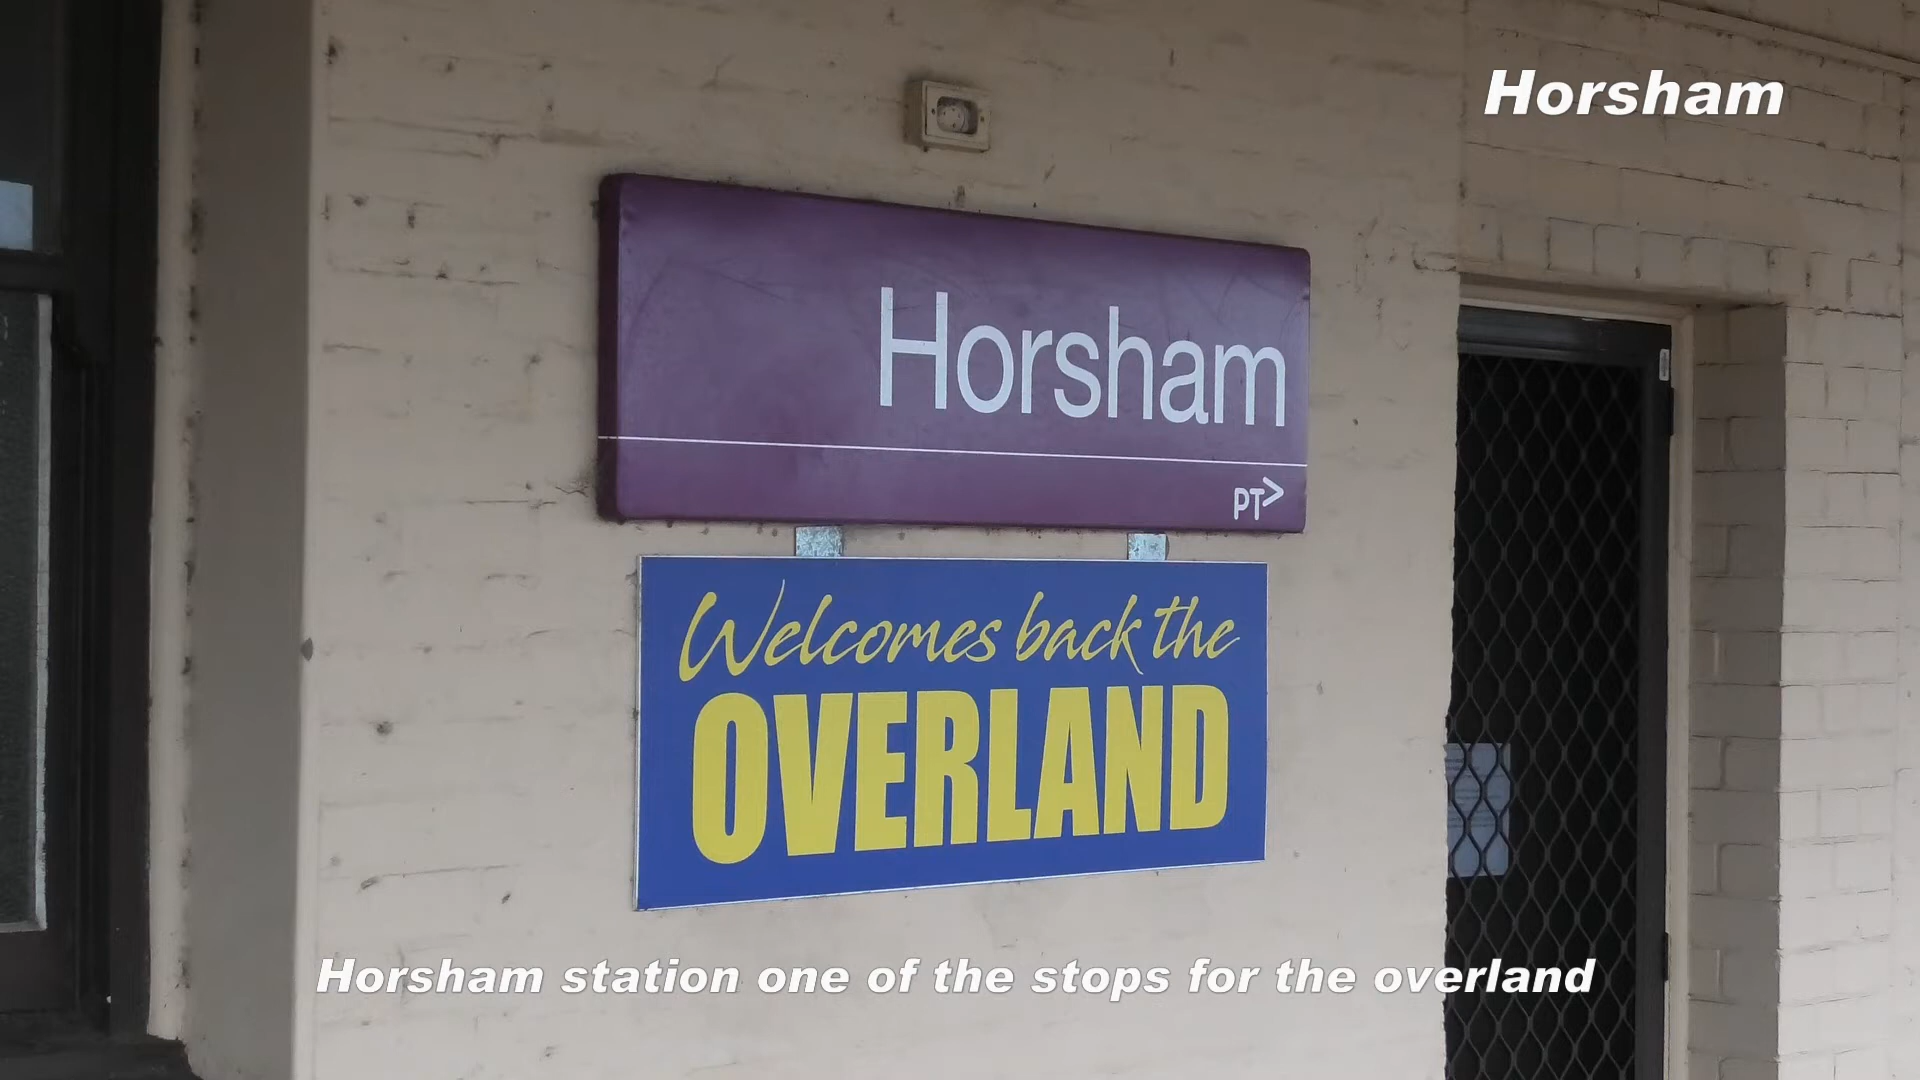 Horsham
Horsham
PT>
Welcomes back the
OVERLAND
Horsham station one of the stops for the overland